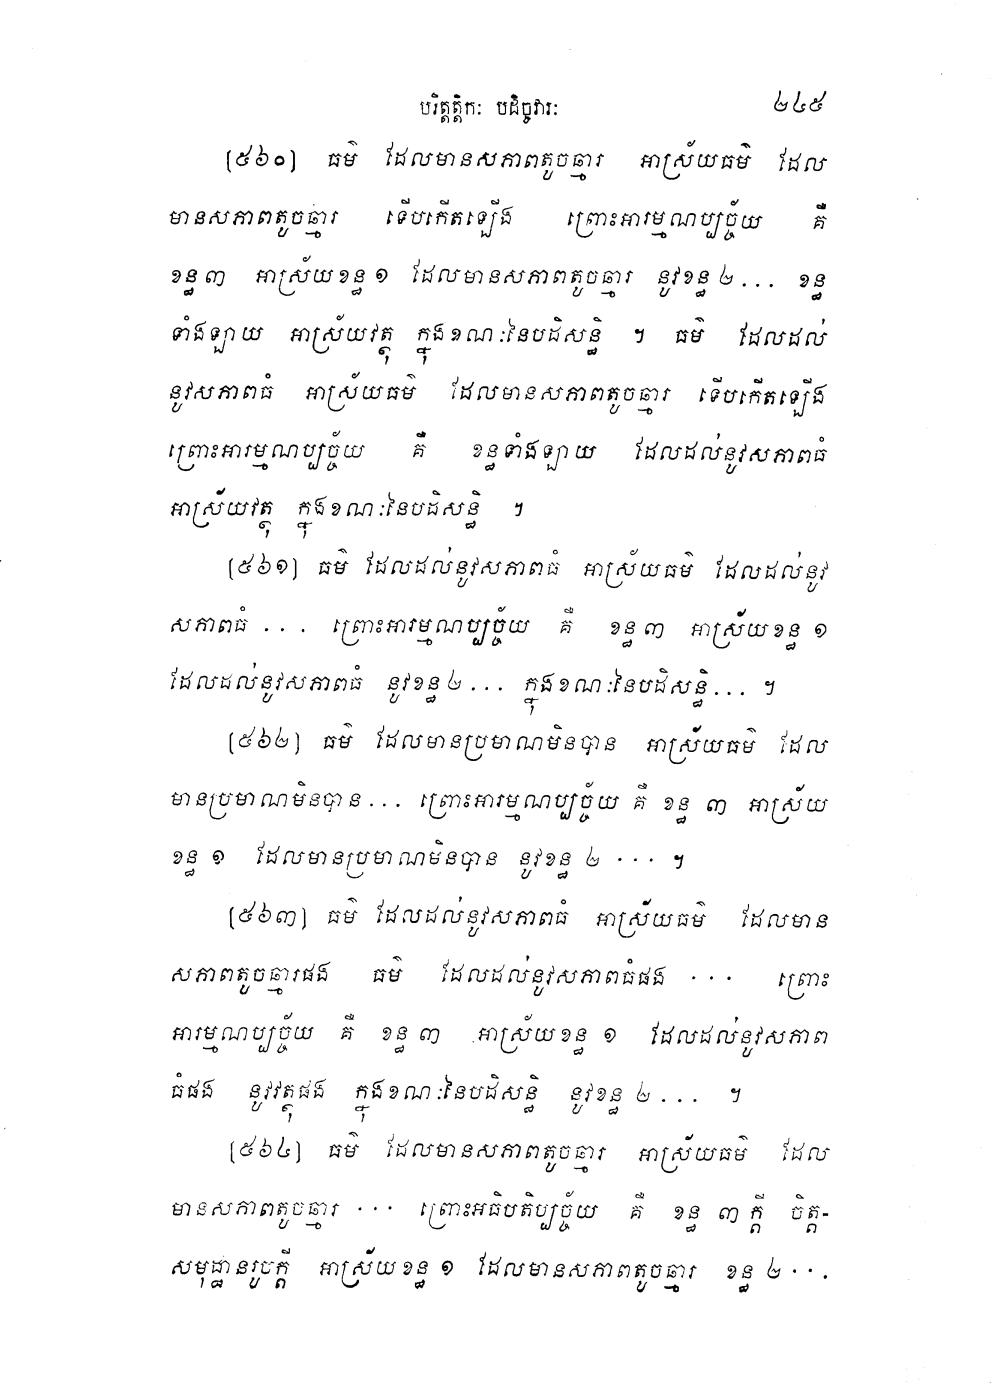 បរិត្តត្តិកៈ បដិច្ចវារៈ ២៤៥
(៥៦០) ធម៌ ដែលមានសភាពតូចឆ្មារ អាស្រ័យធម៌ ដែល
មានសភាពតូចឆ្មារ ទើបកើតឡើង ព្រោះអារម្មណប្បច្ច័យ គឺ
ខន្ធ ៣ អាស្រ័យខន្ធ ១ ដែលមានសភាពតូចឆ្មារ នូវខន្ធ ២ ... ខន្ធ
ទាំងឡាយ អាស្រ័យវត្ថុ ក្នុងខណៈនៃបដិសន្ធិ ។ ធម៌ ដែលដល់
នូវសភាពធំ អាស្រ័យធម៌ ដែលមានសភាពតូចឆ្មារ ទើបកើតឡើង
ព្រោះអារម្មណប្បច្ច័យ គឺ ខន្ធទាំងឡាយ ដែលដល់នូវសភាពធំ
អាស្រ័យវត្ថុ ក្នុងខណៈនៃបដិសន្ធិ ។
(៥៦១) ធម៌ ដែលដល់នូវសភាពធំ អាស្រ័យធម៌ ដែលដល់នូវ
សភាពធំ ... ព្រោះអារម្មណប្បច្ច័យ គឺ ខន្ធ ៣ អាស្រ័យខន្ធ ១
ដែលដល់នូវសភាពធំ នូវខន្ធ ២ ... ក្នុងខណៈនៃបដិសន្ធិ ... ។
(៥៦២) ធម៌ ដែលមានប្រមាណមិនបាន អាស្រ័យធម៌ ដែល
មានប្រមាណមិនបាន ... ព្រោះអារម្មណប្បច្ច័យ គឺ ខន្ធ ៣ អាស្រ័យ
ខន្ធ ១ ដែលមានប្រមាណមិនបាន នូវខន្ធ ២ ... ។
(៥៦៣) ធម៌ ដែលដល់នូវសភាពធំ អាស្រ័យធម៌ ដែលមាន
សភាពតូចឆ្មារផង ធម៌ ដែលដល់នូវសភាពធំផង ... ព្រោះ
អារម្មណប្បច្ច័យ គឺ ខន្ធ ៣ អាស្រ័យខន្ធ ១ ដែលដល់នូវសភាព
ធំផង នូវវត្ថុផង ក្នុងខណៈនៃបដិសន្ធិ នូវខន្ធ ២ ... ។
(៥៦៤) ធម៌ ដែលមានសភាពតូចឆ្មារ អាស្រ័យធម៌ ដែល
មានសភាពតូចឆ្មារ ... ព្រោះអធិបតិប្បច្ច័យ គឺ ខន្ធ ៣ ក្តី ចិត្ត-
សមុដ្ឋានរូបក្តី អាស្រ័យខន្ធ ១ ដែលមានសភាពតូចឆ្មារ ខន្ធ ២ ...